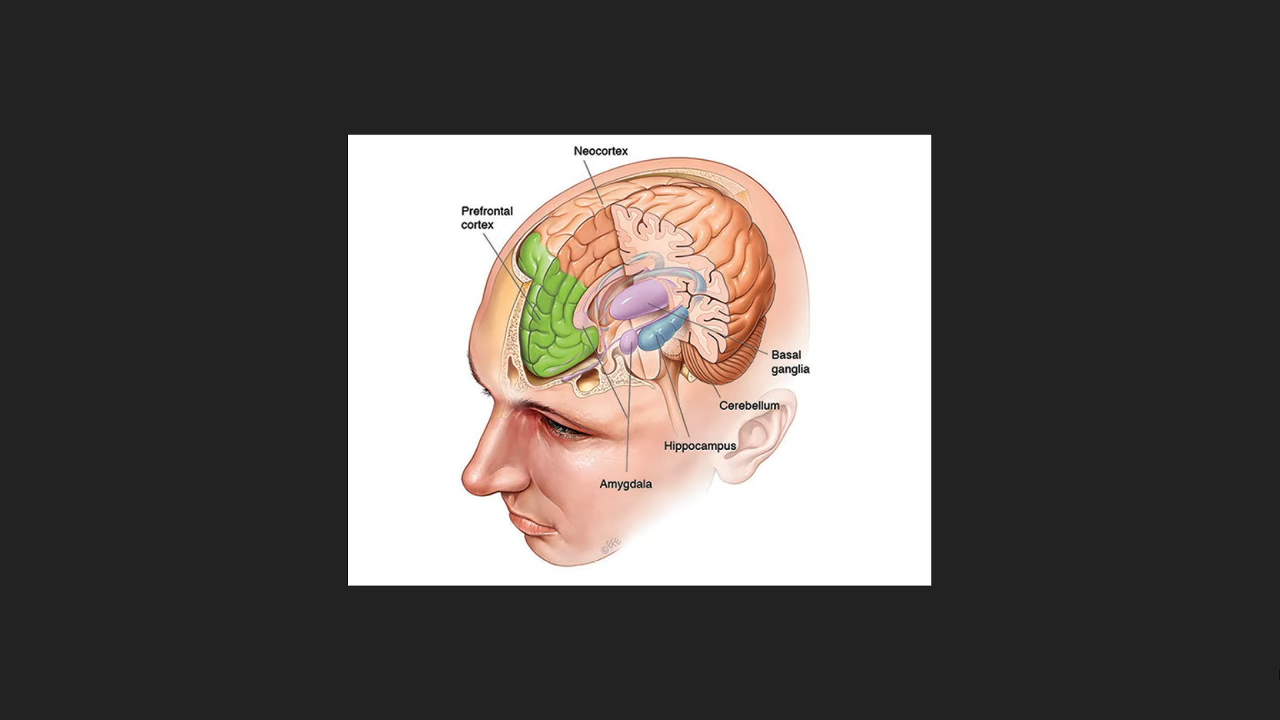 Neocortex
Prefrontal
cortex
Basal
ganglia
Cerebellum
Hippocampus
Amygdala